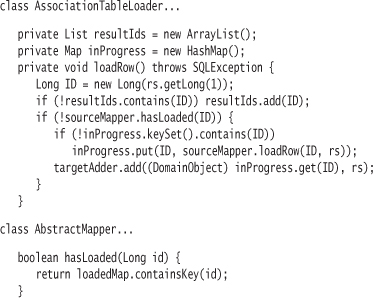 class AssociationTableLoader...
private List resultIds = new ArrayList();
private Map inProgress = new HashMap();
private void loadRow() throws SQLException {
Long ID = new Long(rs.getLong(1));
if (!resultIds.contains(ID)) resultIds.add(ID);
if (!sourceMapper.hasLoaded(ID)) {
if (!inProgress.keySet().contains(ID))
inProgress.put(ID, sourceMapper.loadRow(ID, rs));
targetAdder.add((DomainObject) inProgress.get(ID), rs);
}
}
class AbstractMapper...
boolean hasLoaded(Long id) {
return loadedMap.containsKey(id);
}